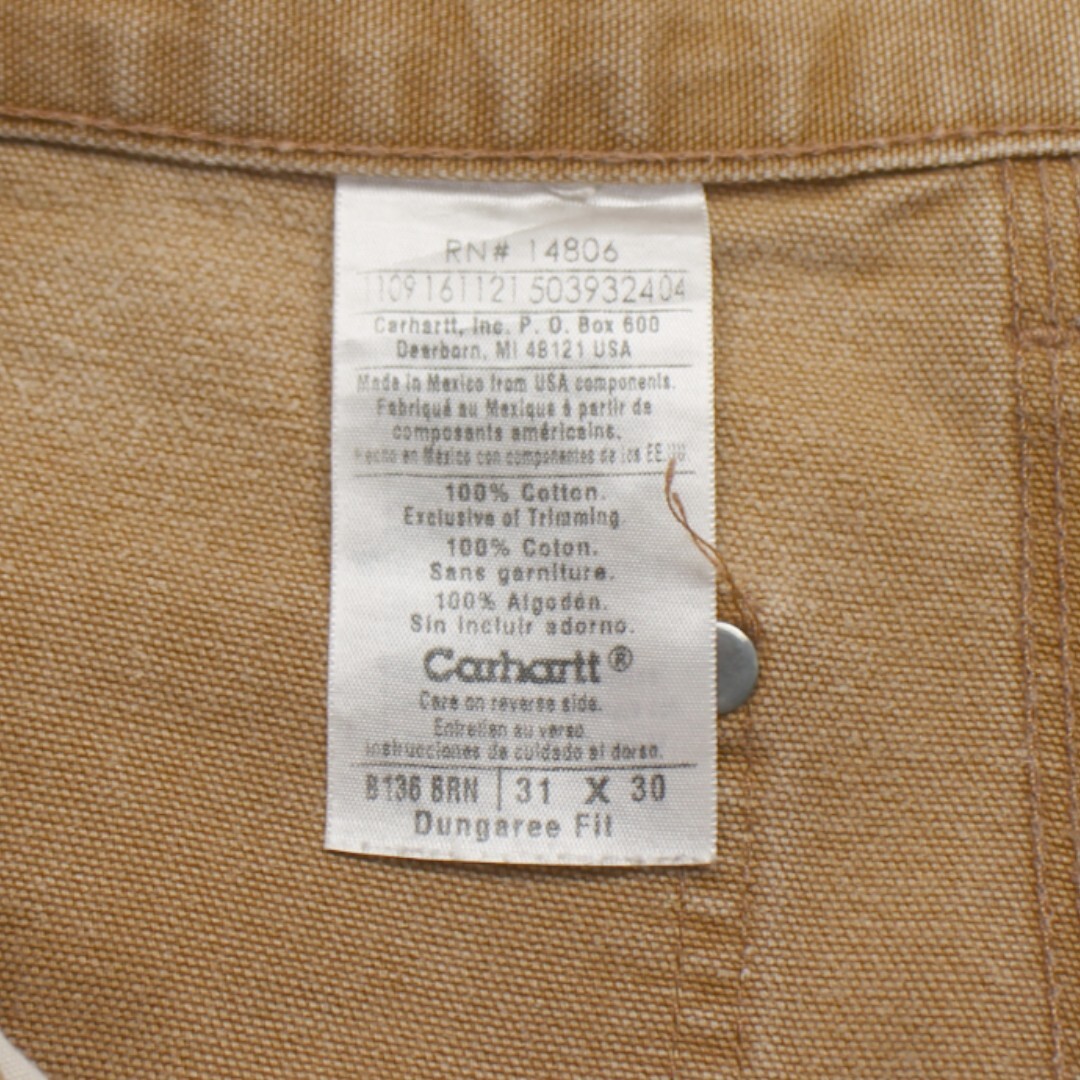 RN# 14806
1109161121 503932404
Carhartt, Inc. P. O. Box 600
Dearborn, MI 48121 USA
Made in Mexico from USA components.
Fabriqué au Mexique à partir de
composants américains.
Hecho en México con componentes de los EE.UU.
100% Cotton.
Exclusive of Trimming.
100% Coton.
Sans garniture.
100% Algodón.
Sin incluir adorno.
Carhartt®
Care on reverse side.
Entretien au verso.
Instrucciones de cuidado al dorso.
B136 BRN | 31 X 30
Dungaree Fit